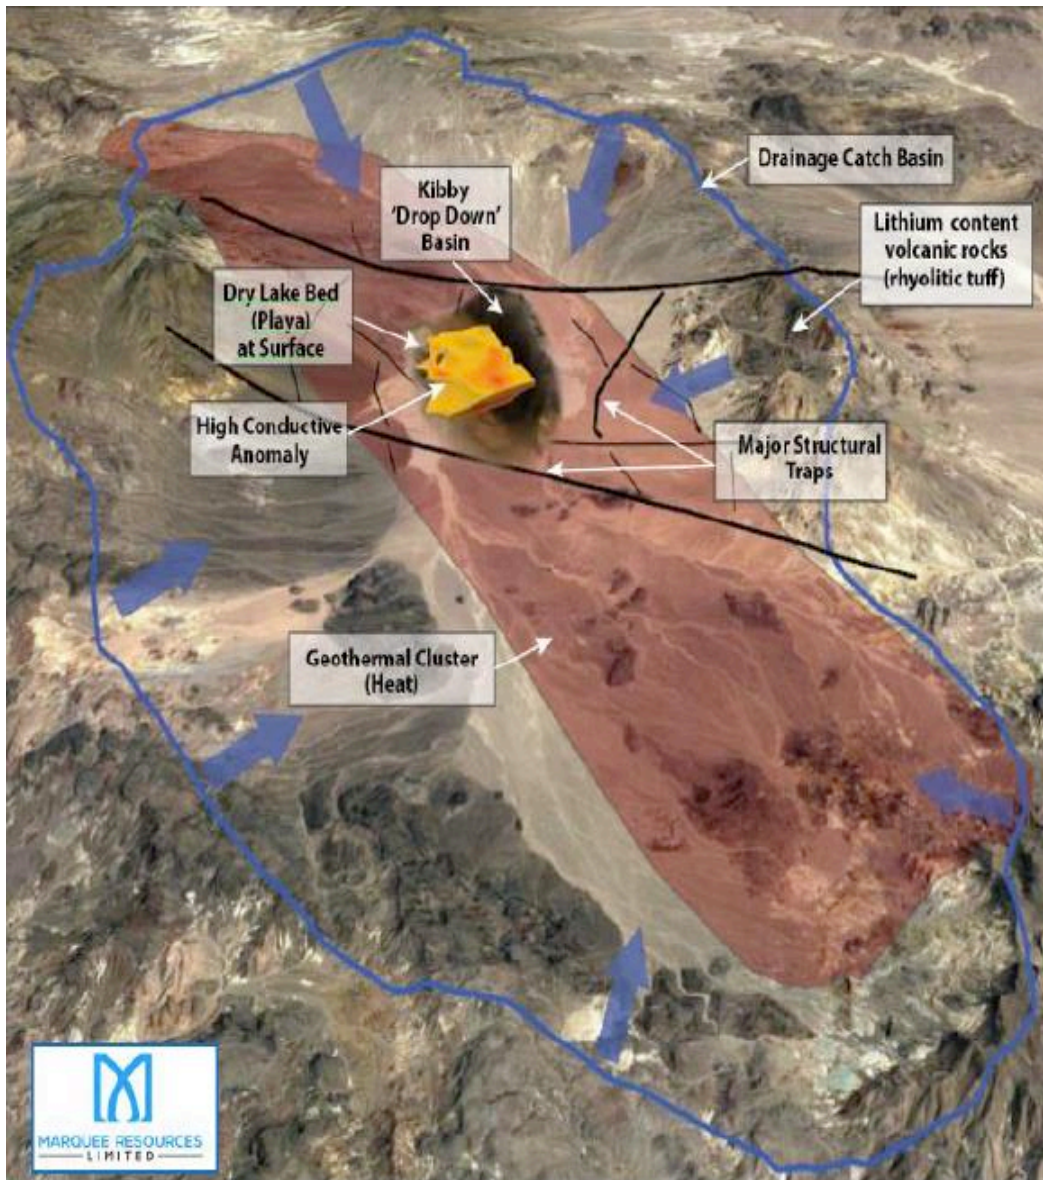 Drainage Catch Basin
Kibby
‘Drop Down’
Basin
Lithium content
volcanic rocks
(rhyolitic tuff)
Dry Lake Bed
(Playa)
at Surface
High Conductive
Anomaly
Major Structural
Traps
Geothermal Cluster
(Heat)
MARQUEE RESOURCES
LIMITED